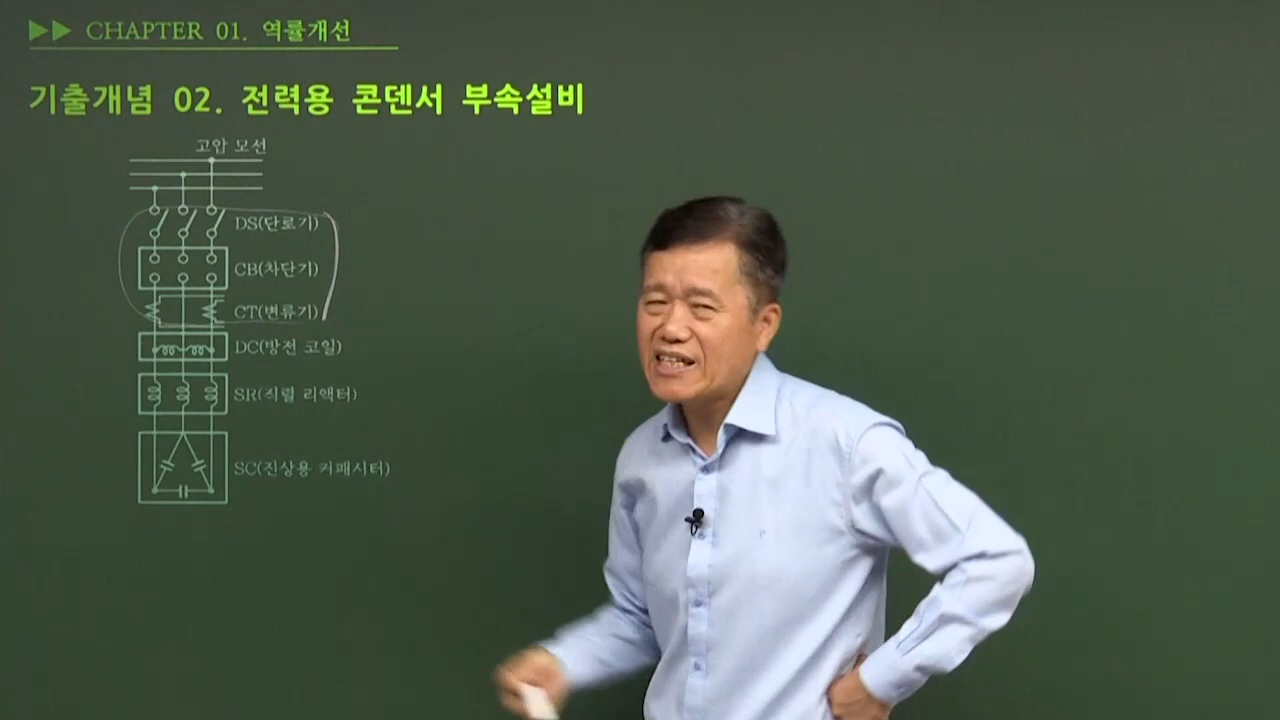 ▶▶ CHAPTER 01. 역률개선
기출개념 02. 전력용 콘덴서 부속설비
고압 모선
DS(단로기)
CB(차단기)
CT(변류기)
DC(방전 코일)
SR(직렬 리액터)
SC(진상용 커패시터)